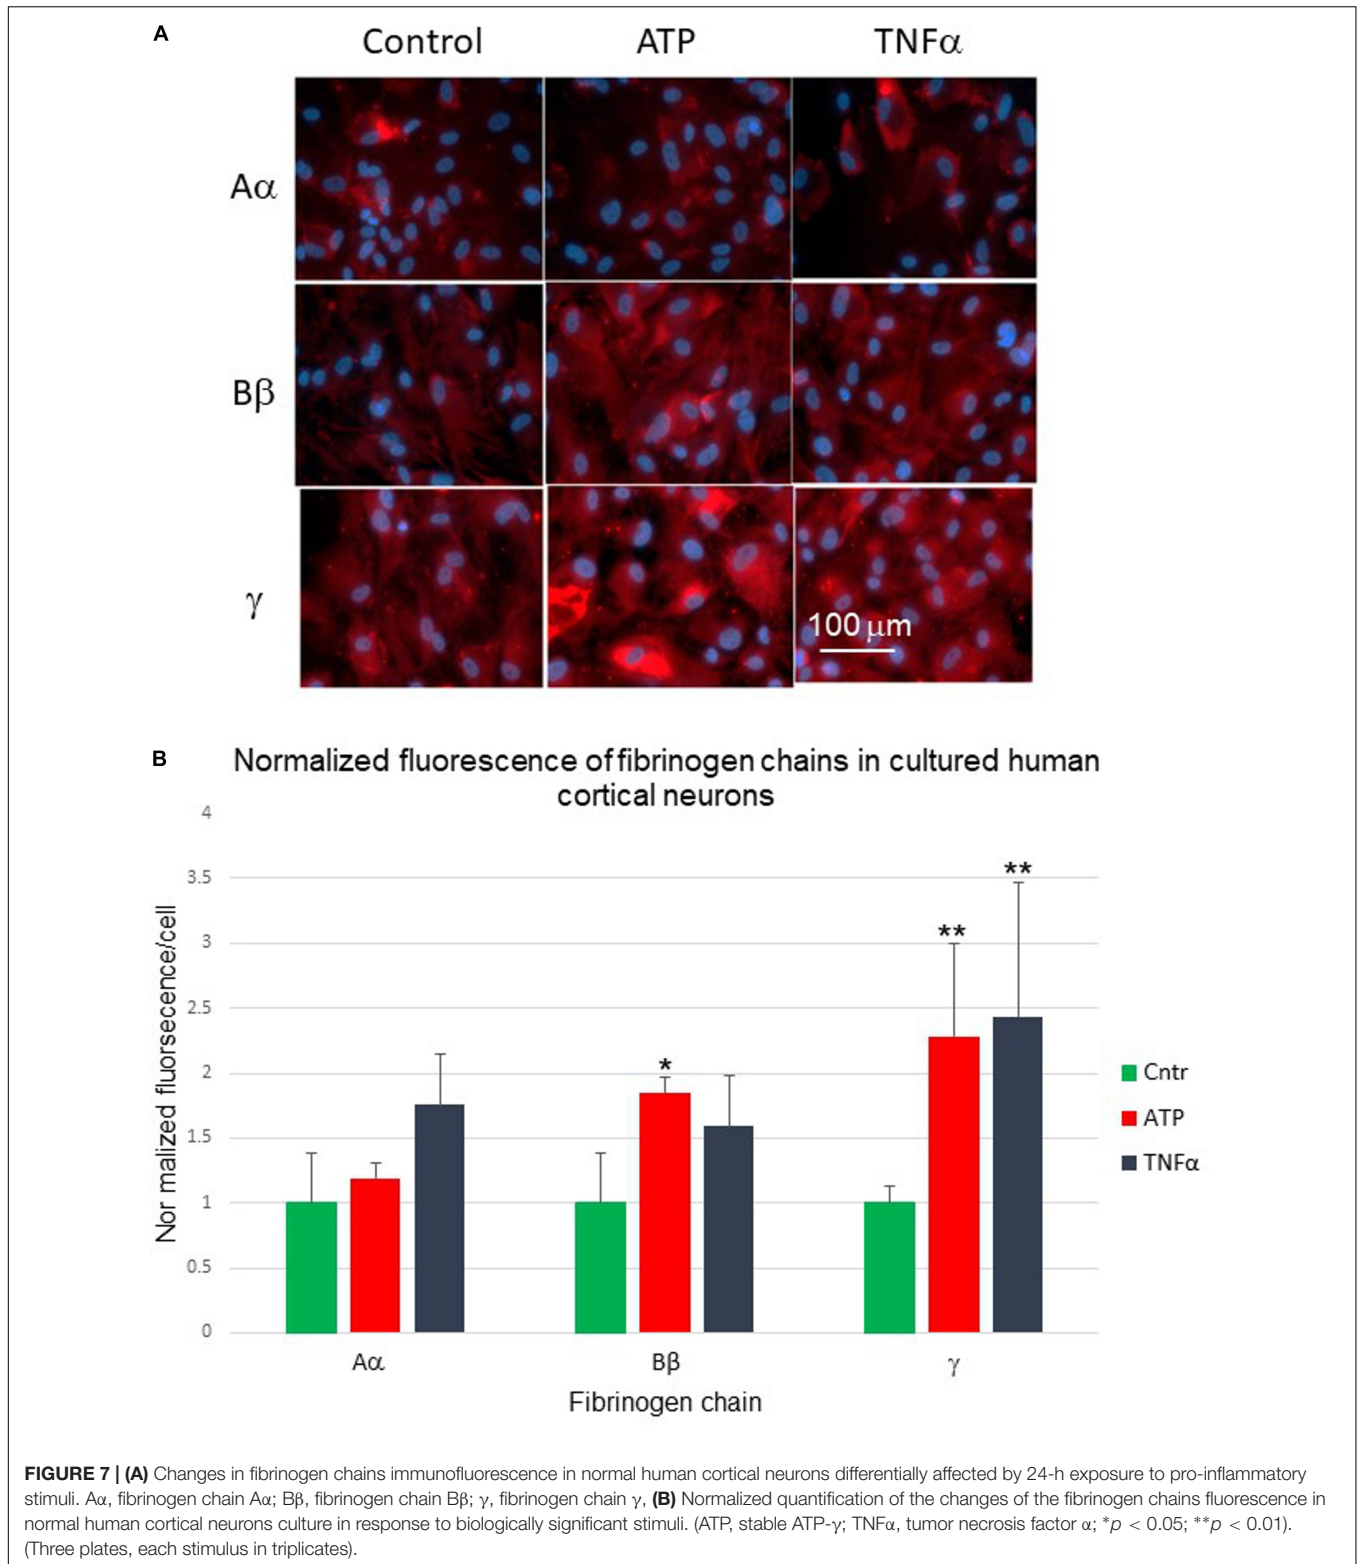 A
Control ATP TNFα
Aα
Bβ
γ
100 µm
B
Normalized fluorescence of fibrinogen chains in cultured human
cortical neurons
4
3.5
3
2.5
2
1.5
1
0.5
0
Nor malized fluorsecence/cell
**
**
*
Cntr
ATP
TNFα
Aα Bβ γ
Fibrinogen chain
FIGURE 7 | (A) Changes in fibrinogen chains immunofluorescence in normal human cortical neurons differentially affected by 24-h exposure to pro-inflammatory
stimuli. Aα, fibrinogen chain Aα; Bβ, fibrinogen chain Bβ; γ, fibrinogen chain γ, (B) Normalized quantification of the changes of the fibrinogen chains fluorescence in
normal human cortical neurons culture in response to biologically significant stimuli. (ATP, stable ATP-γ; TNFα, tumor necrosis factor α; *p < 0.05; **p < 0.01).
(Three plates, each stimulus in triplicates).